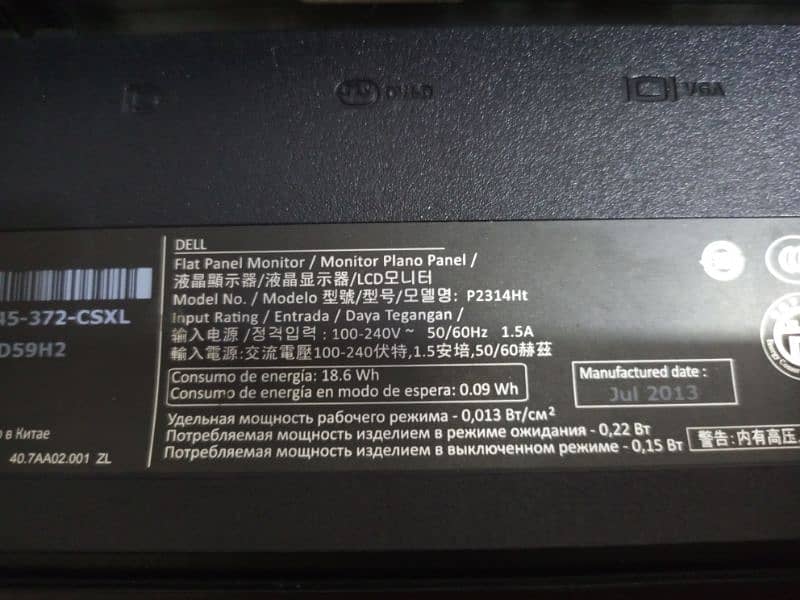 VGA
DELL
Flat Panel Monitor / Monitor Plano Panel /
液晶顯示器/液晶显示器/LCD모니터
Model No. / Modelo 型號/型号/모델명: P2314Ht
Input Rating / Entrada / Daya Tegangan /
输入电源 /정격입력 : 100-240V ~ 50/60Hz 1.5A
輸入電源:交流電壓100-240伏特,1.5安培,50/60赫茲
Consumo de energía: 18.6 Wh
Consumo de energía en modo de espera: 0.09 Wh
Manufactured date :
Jul 2013
Удельная мощность рабочего режима - 0,013 Вт/см²
Потребляемая мощность изделием в режиме ожидания - 0,22 Вт
Потребляемая мощность изделием в выключенном режиме - 0,15 Вт
警告:内有高压
45-372-CSXL
D59H2
в Китае
40.7AA02.001 ZL